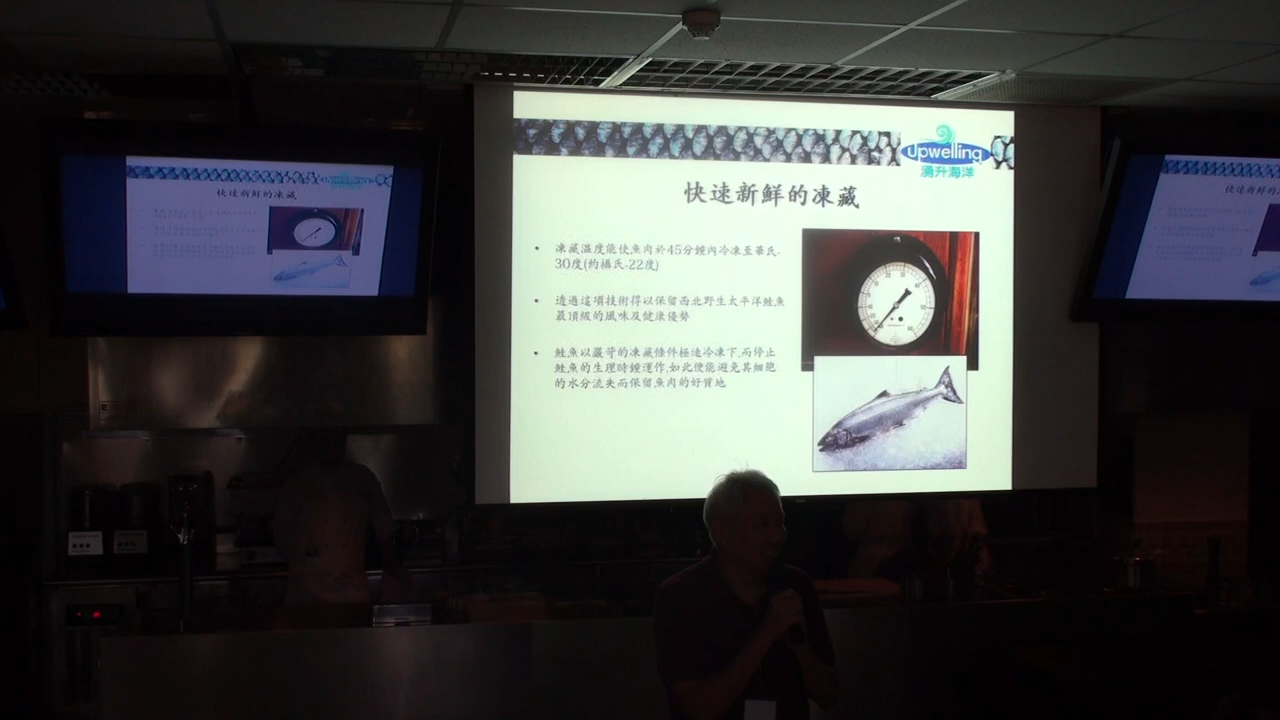 Upwelling
湧升海洋
快速新鮮的凍藏
• 凍藏溫度能使魚肉於45分鐘內冷凍至華氏-
30度(約攝氏-22度)
• 透過這項技術得以保留西北野生太平洋鮭魚
最頂級的風味及健康優勢
• 鮭魚以嚴苛的凍藏條件極速冷凍下,而停止
鮭魚的生理時鐘運作,如此便能避免其細胞
的水分流失而保留魚肉的好質地
快速新鮮的凍藏